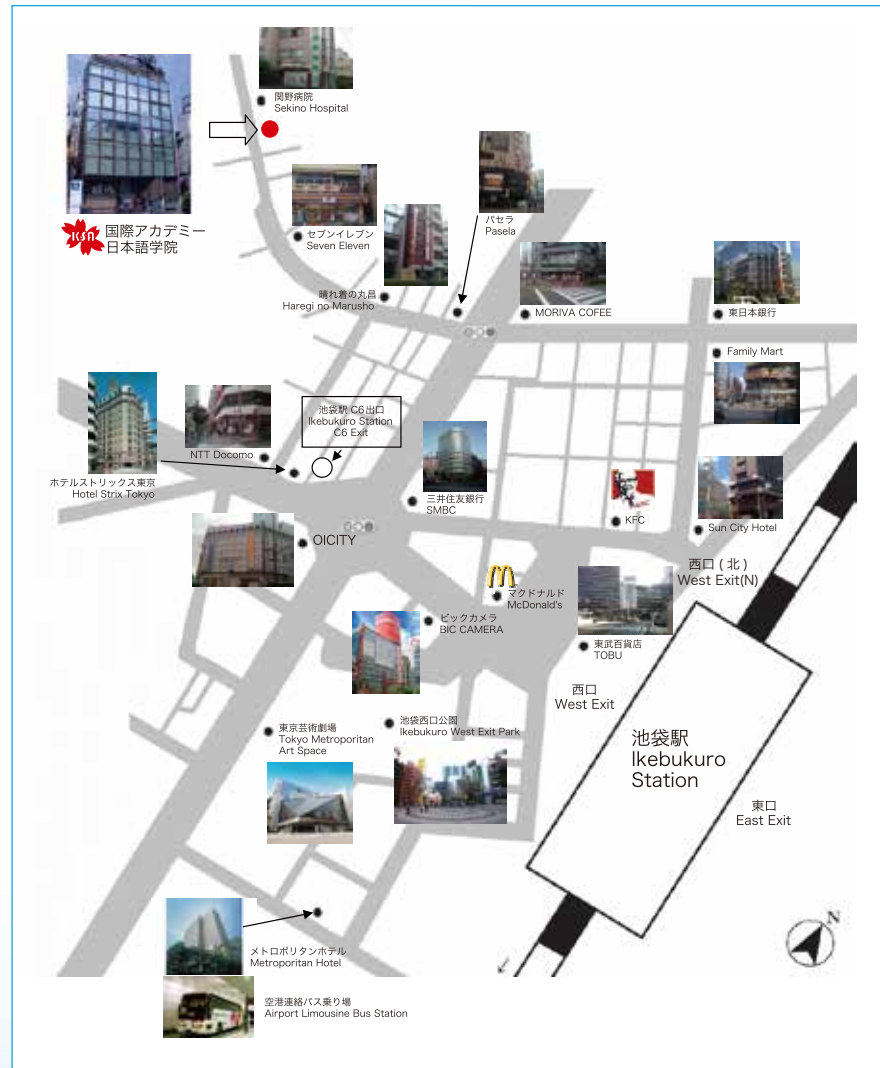 関野病院
Sekino Hospital
KSA
国際アカデミー
日本語学院
セブンイレブン
Seven Eleven
パセラ
Pasela
晴れ着の丸昌
Haregi no Marusho
MORIVA COFEE
東日本銀行
Family Mart
池袋駅 C6出口
Ikebukuro Station
C6 Exit
NTT Docomo
ホテルストリックス東京
Hotel Strix Tokyo
三井住友銀行
SMBC
KFC
Sun City Hotel
OICITY
西口 ( 北 )
West Exit(N)
マクドナルド
McDonald's
ビックカメラ
BIC CAMERA
東武百貨店
TOBU
西口
West Exit
東京芸術劇場
Tokyo Metroporitan
Art Space
池袋西口公園
Ikebukuro West Exit Park
池袋駅
Ikebukuro
Station
東口
East Exit
N
メトロポリタンホテル
Metroporitan Hotel
空港連絡バス乗り場
Airport Limousine Bus Station